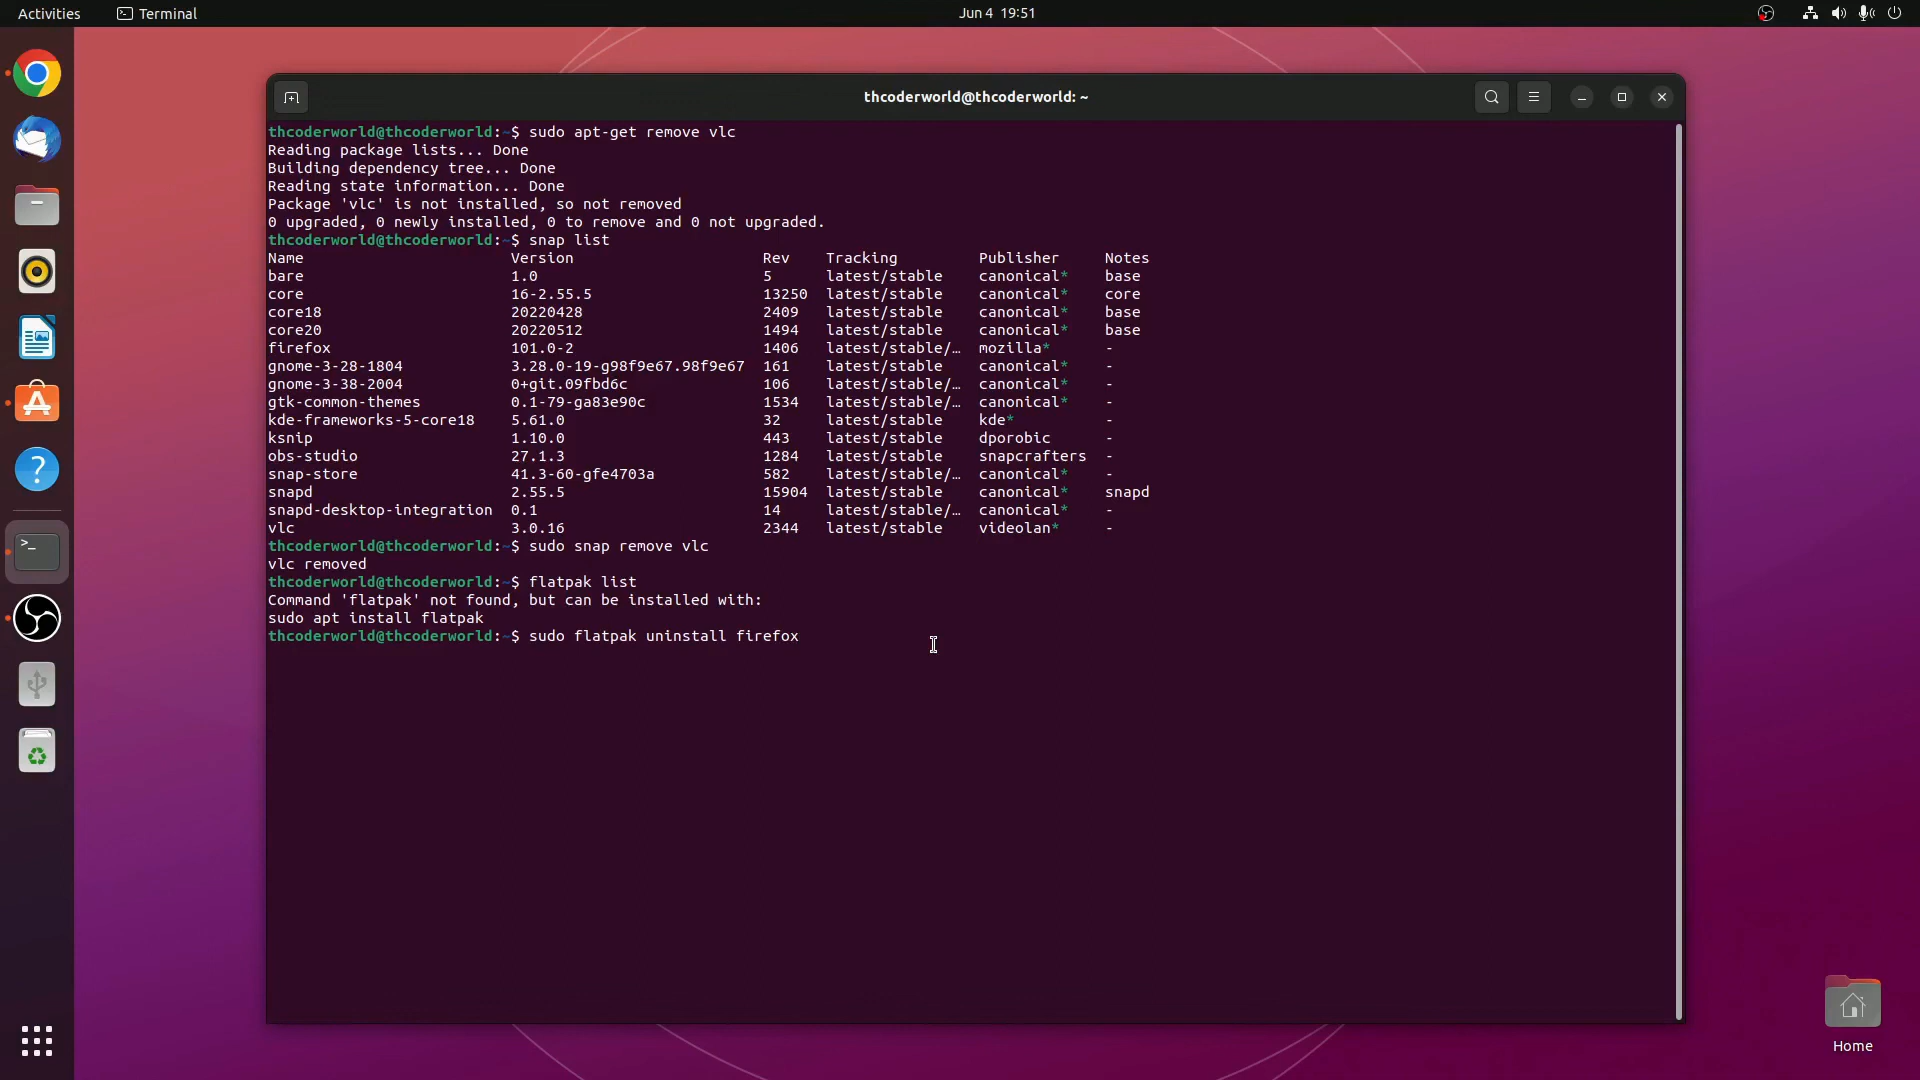 Activities Terminal Jun 4 19:51
thcoderworld@thcoderworld: ~
thcoderworld@thcoderworld:~$ sudo apt-get remove vlc
Reading package lists... Done
Building dependency tree... Done
Reading state information... Done
Package 'vlc' is not installed, so not removed
0 upgraded, 0 newly installed, 0 to remove and 0 not upgraded.
thcoderworld@thcoderworld:~$ snap list
Name Version Rev Tracking Publisher Notes
bare 1.0 5 latest/stable canonical* base
core 16-2.55.5 13250 latest/stable canonical* core
core18 20220428 2409 latest/stable canonical* base
core20 20220512 1494 latest/stable canonical* base
firefox 101.0-2 1406 latest/stable/… mozilla* -
gnome-3-28-1804 3.28.0-19-g98f9e67.98f9e67 161 latest/stable canonical* -
gnome-3-38-2004 0+git.09fbd6c 106 latest/stable/… canonical* -
gtk-common-themes 0.1-79-ga83e90c 1534 latest/stable/… canonical* -
kde-frameworks-5-core18 5.61.0 32 latest/stable kde* -
ksnip 1.10.0 443 latest/stable dporobic -
obs-studio 27.1.3 1284 latest/stable snapcrafters -
snap-store 41.3-60-gfe4703a 582 latest/stable/… canonical* -
snapd 2.55.5 15904 latest/stable canonical* snapd
snapd-desktop-integration 0.1 14 latest/stable/… canonical* -
vlc 3.0.16 2344 latest/stable videolan* -
thcoderworld@thcoderworld:~$ sudo snap remove vlc
vlc removed
thcoderworld@thcoderworld:~$ flatpak list
Command 'flatpak' not found, but can be installed with:
sudo apt install flatpak
thcoderworld@thcoderworld:~$ sudo flatpak uninstall firefox
Home